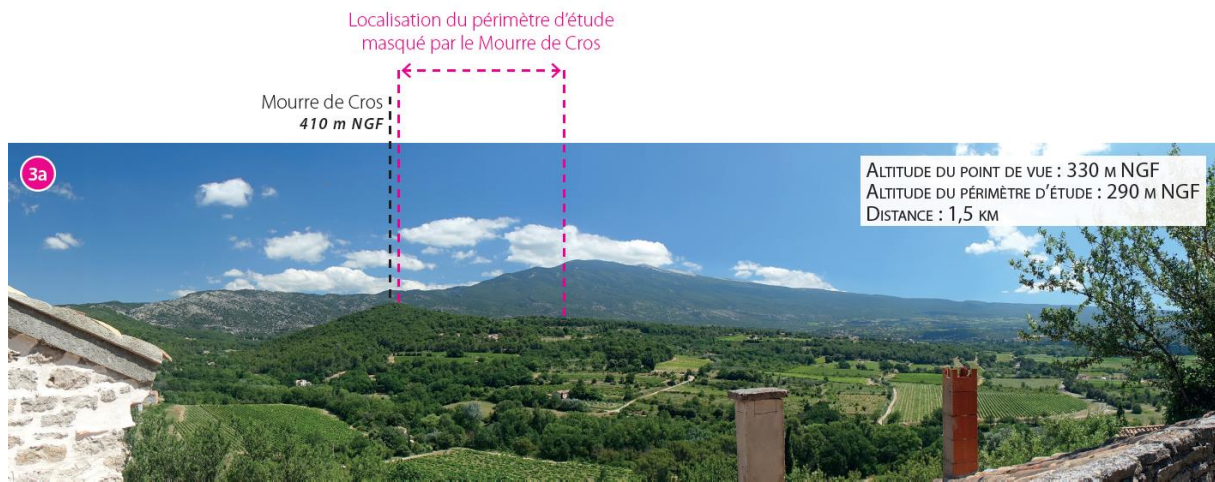 Localisation du périmètre d'étude
masqué par le Mourre de Cros
Mourre de Cros
410 m NGF
3a
ALTITUDE DU POINT DE VUE : 330 M NGF
ALTITUDE DU PÉRIMÈTRE D'ÉTUDE : 290 M NGF
DISTANCE : 1,5 KM